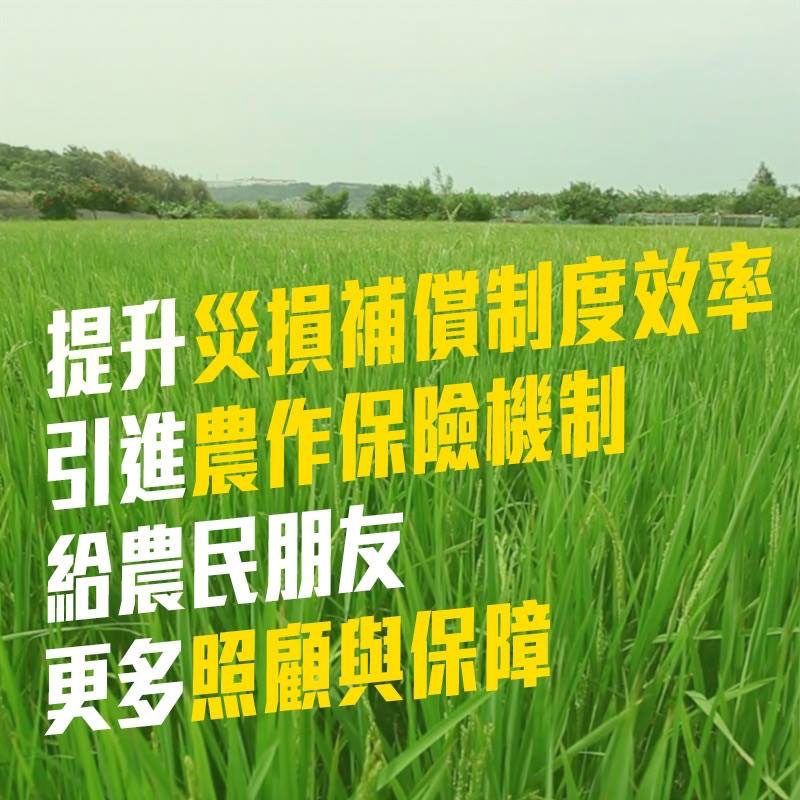 提升災損補償制度效率
引進農作保險機制
給農民朋友
更多照顧與保障